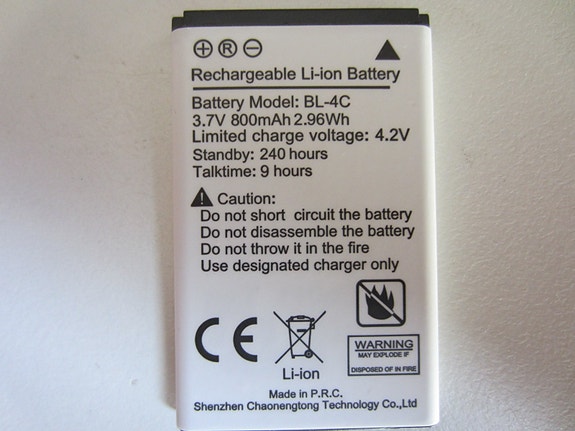 + ® −
Rechargeable Li-ion Battery
Battery Model: BL-4C
3.7V 800mAh 2.96Wh
Limited charge voltage: 4.2V
Standby: 240 hours
Talktime: 9 hours
Caution:
Do not short circuit the battery
Do not disassemble the battery
Do not throw it in the fire
Use designated charger only
CE
Li-ion
WARNING
MAY EXPLODE IF
DISPOSED OF IN FIRE
Made in P.R.C.
Shenzhen Chaonengtong Technology Co.,Ltd